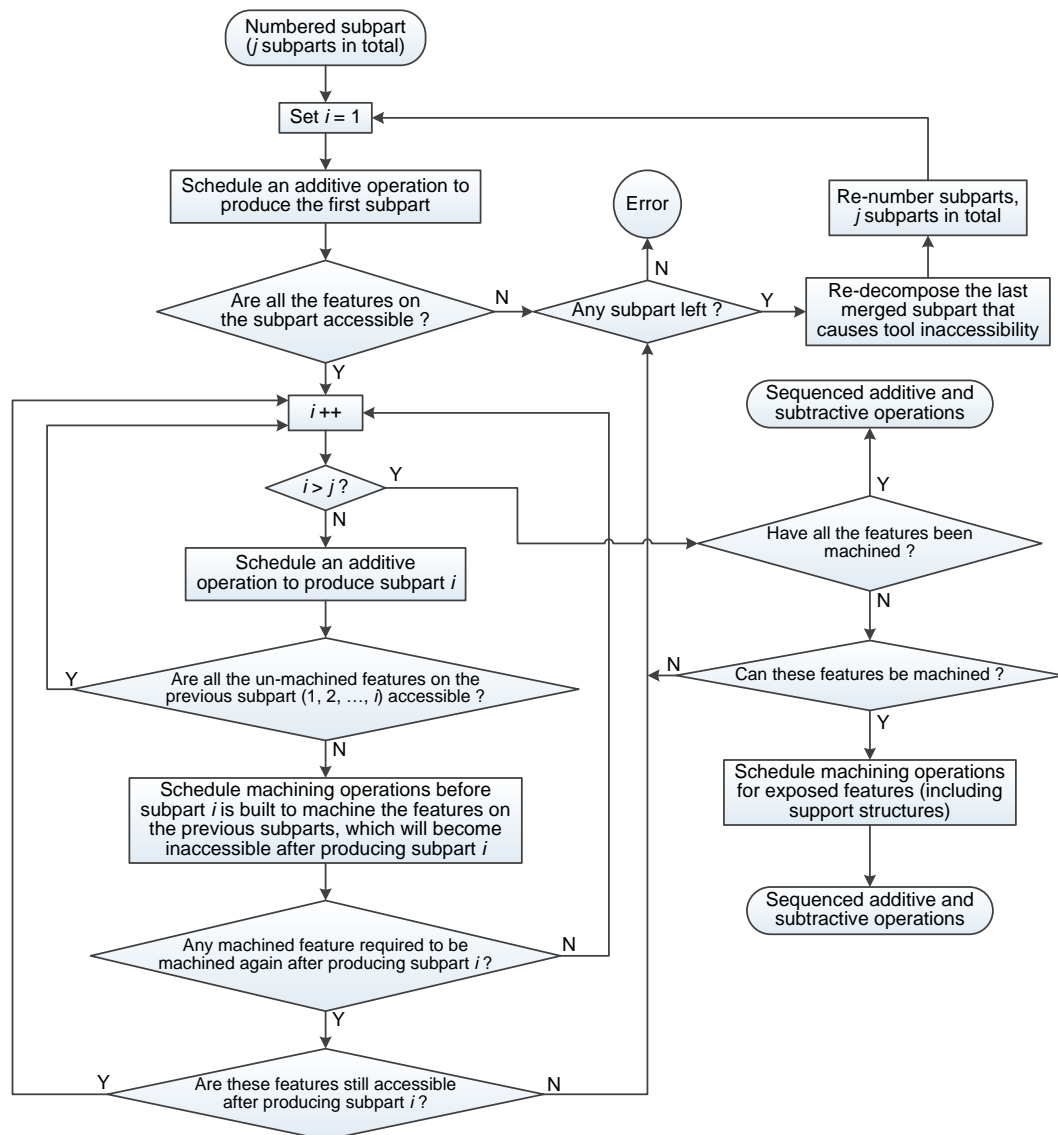 Numbered subpart
(j subparts in total)
Set i = 1
Schedule an additive operation to
produce the first subpart
Error
Re-number subparts,
j subparts in total
Are all the features on
the subpart accessible ?
N
Any subpart left ?
N
Y
Re-decompose the last
merged subpart that
causes tool inaccessibility
Y
i ++
Sequenced additive and
subtractive operations
i > j ?
Y
N
Y
Have all the features been
machined ?
N
Schedule an additive
operation to produce subpart i
Y
Are all the un-machined features on the
previous subpart (1, 2, …, i) accessible ?
N
N
Can these features be machined ?
Y
Schedule machining operations before
subpart i is built to machine the features on
the previous subparts, which will become
inaccessible after producing subpart i
Schedule machining operations
for exposed features (including
support structures)
Sequenced additive and
subtractive operations
Any machined feature required to be
machined again after producing subpart i ?
N
Y
Y
Are these features still accessible
after producing subpart i ?
N